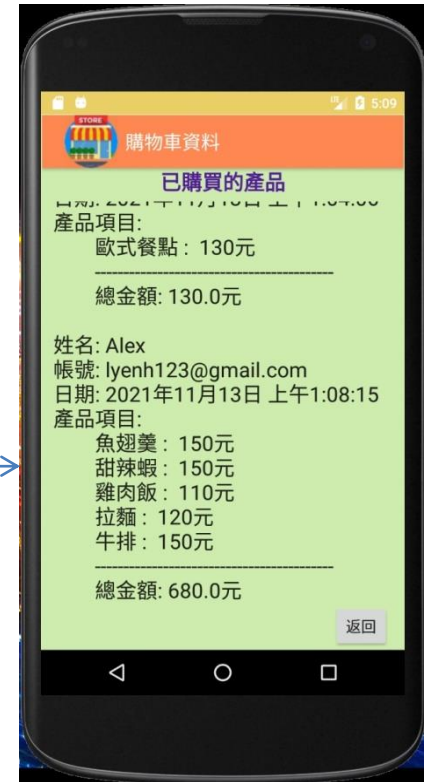 5:09
STORE
購物車資料
已購買的產品
產品項目:
歐式餐點 : 130元
----------------------------------------
總金額: 130.0元
姓名: Alex
帳號: lyenh123@gmail.com
日期: 2021年11月13日 上午1:08:15
產品項目:
魚翅羹 : 150元
甜辣蝦 : 150元
雞肉飯 : 110元
拉麵 : 120元
牛排 : 150元
----------------------------------------
總金額: 680.0元
返回